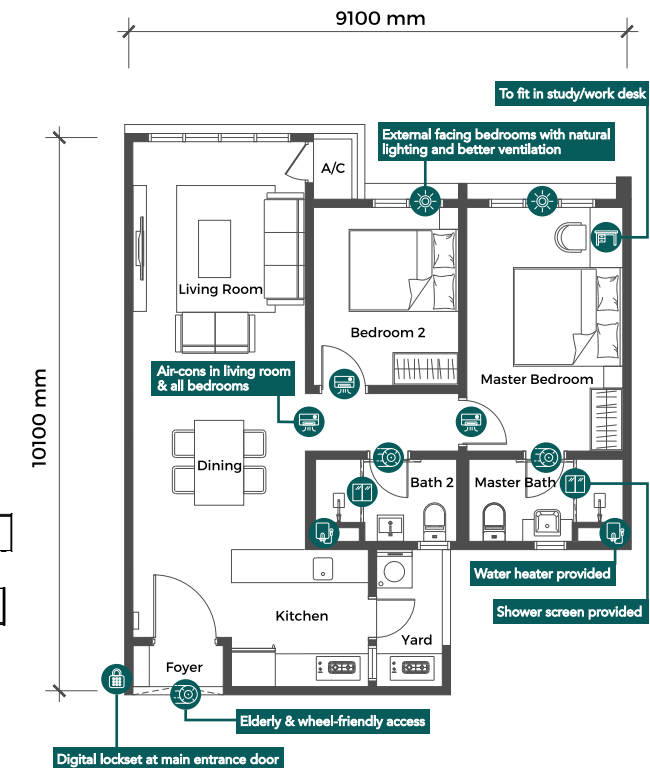 9100 mm
To fit in study/work desk
External facing bedrooms with natural
lighting and better ventilation
A/C
Living Room
Bedroom 2
Air-cons in living room
& all bedrooms
Master Bedroom
10100 mm
Dining
Bath 2
Master Bath
Water heater provided
Kitchen
Shower screen provided
Yard
Foyer
Elderly & wheel-friendly access
Digital lockset at main entrance door